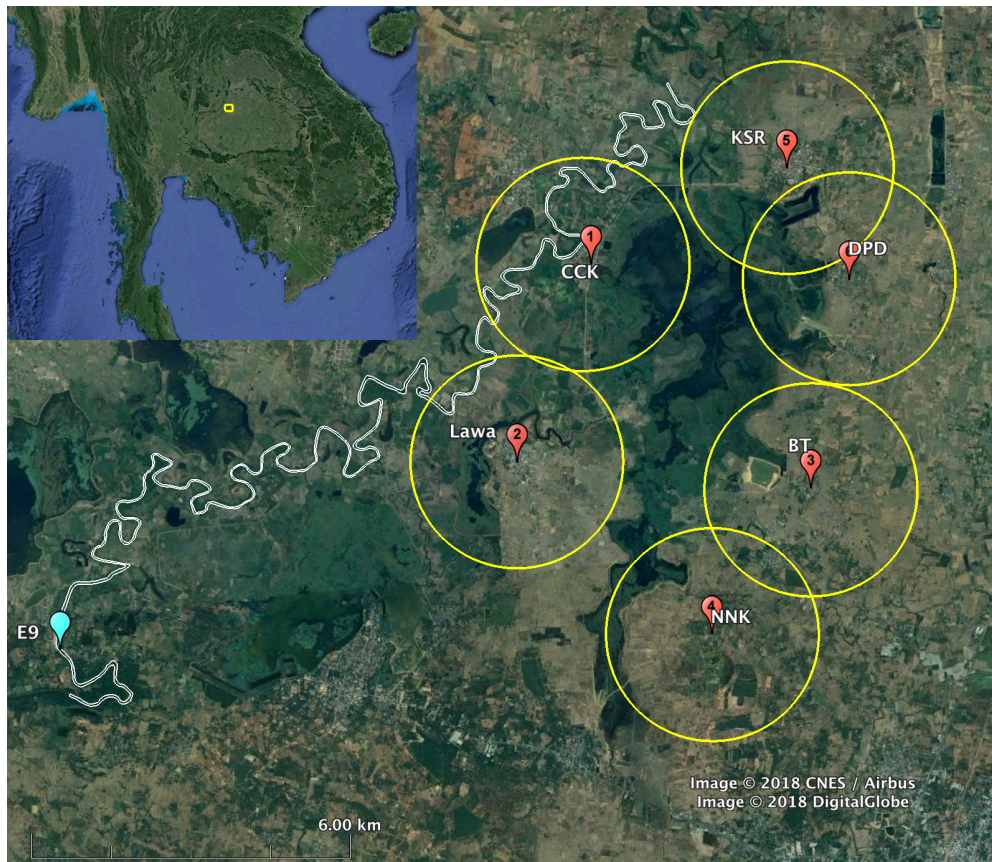 KSR
5
1
CCK
DPD
Lawa
2
BT
3
4
NNK
E9
Image © 2018 CNES / Airbus
Image © 2018 DigitalGlobe
6.00 km